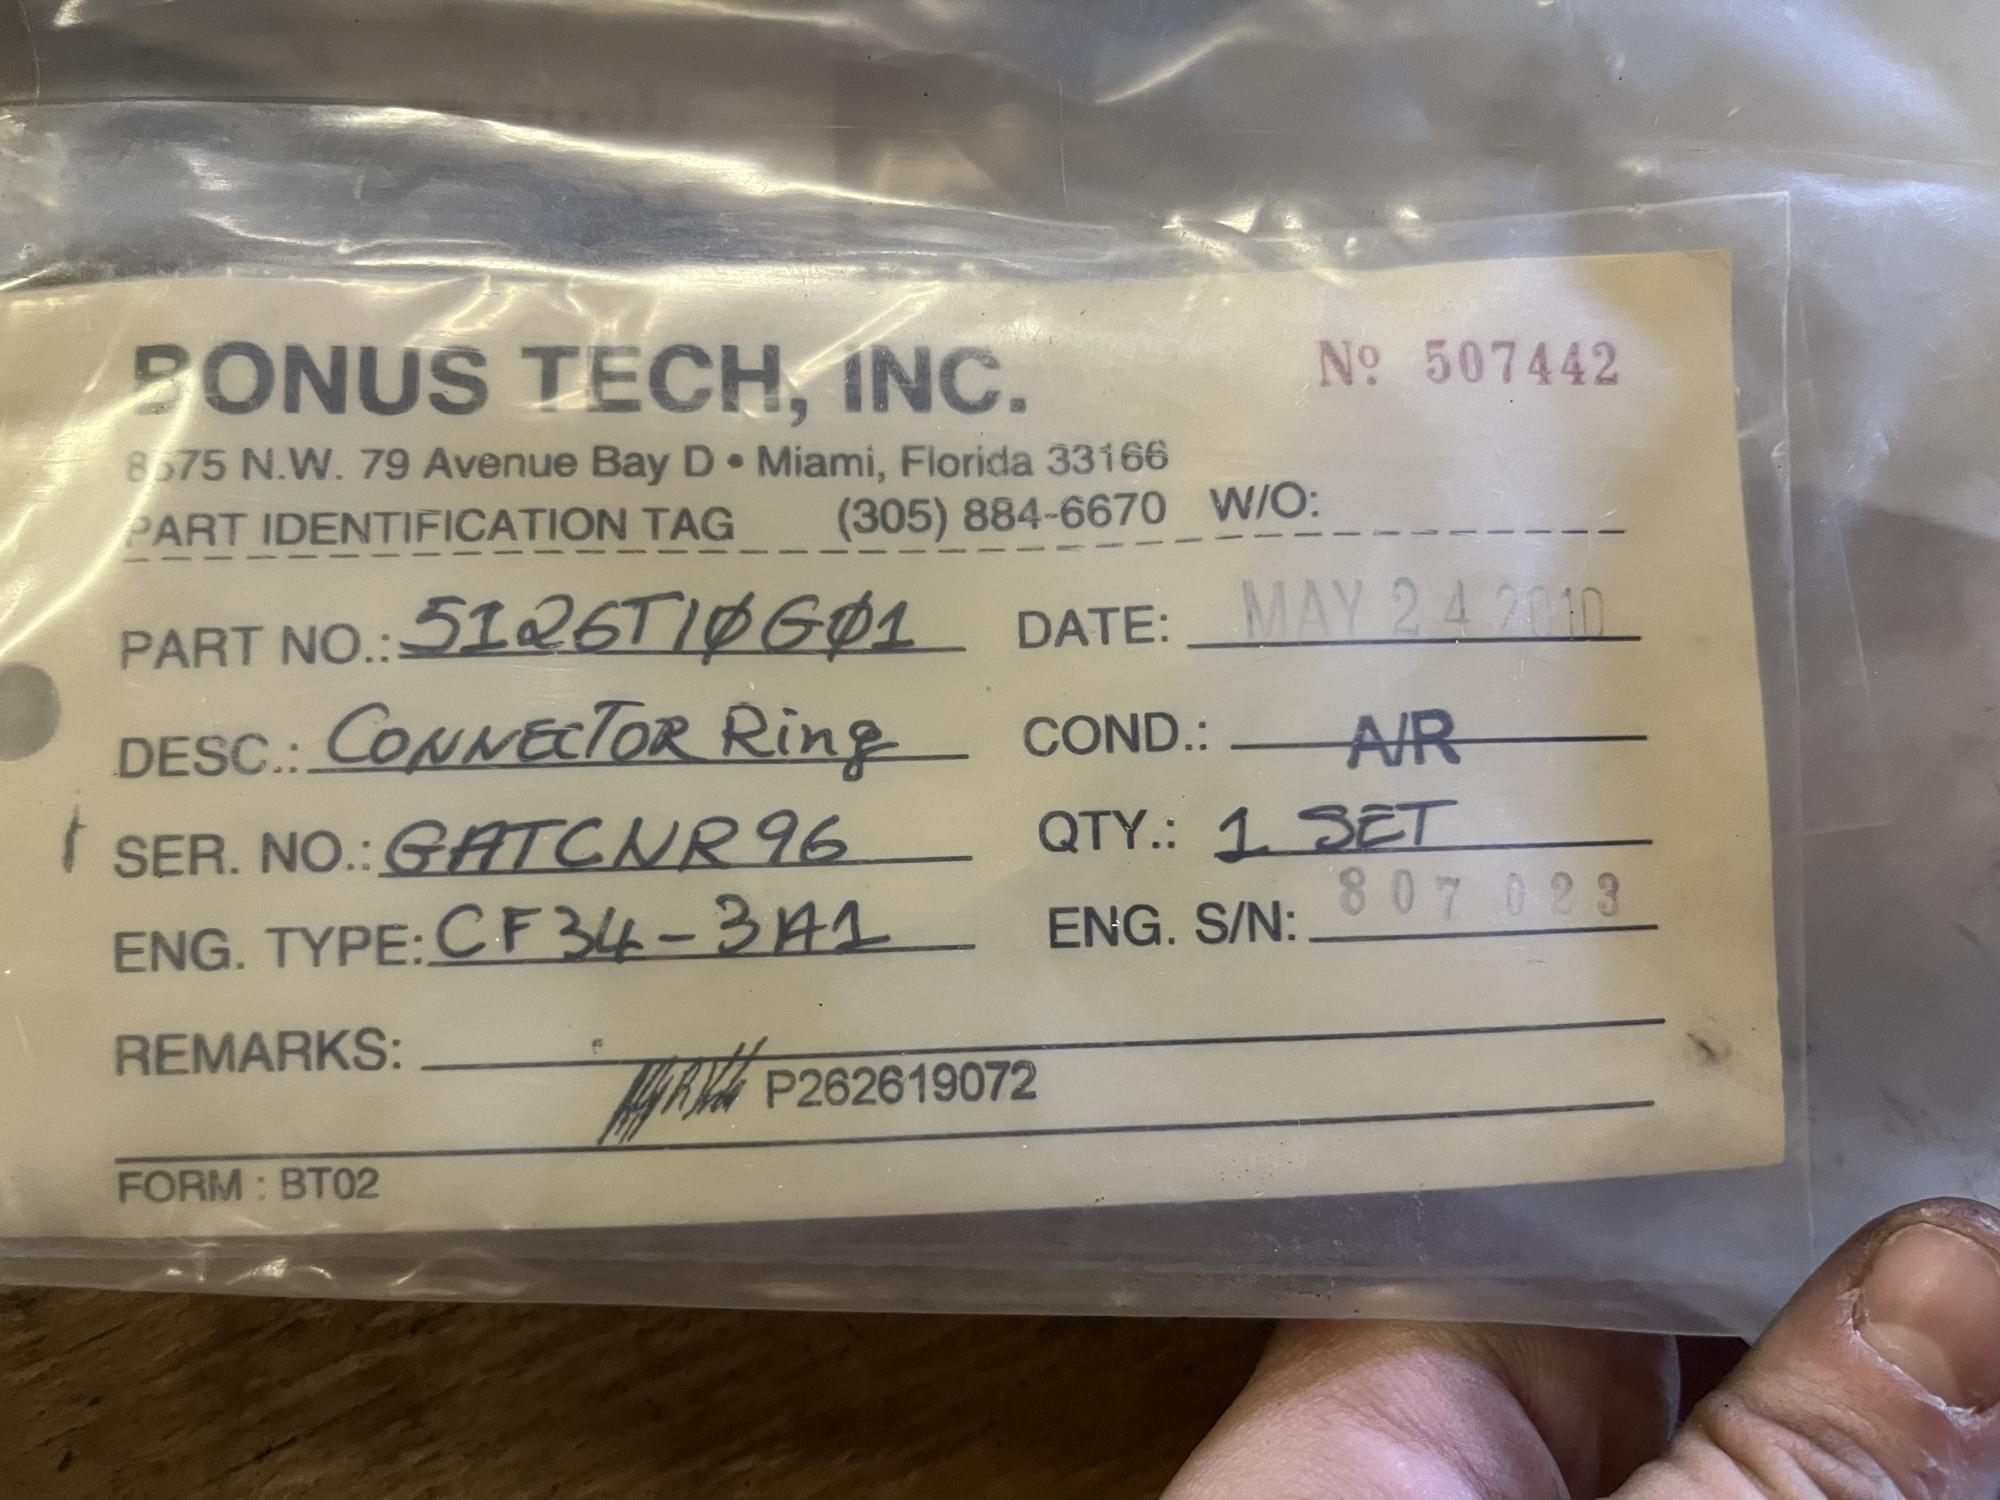 BONUS TECH, INC. Nº 507442
8575 N.W. 79 Avenue Bay D • Miami, Florida 33166
PART IDENTIFICATION TAG (305) 884-6670 W/O:
PART NO.: 5126T10G01 DATE: MAY 24 2010
DESC.: CONNECTOR Ring COND.: A/R
SER. NO.: GATCNR96 QTY.: 1 SET
ENG. TYPE: CF34-3A1 ENG. S/N: 807023
REMARKS:
P262619072
FORM : BT02